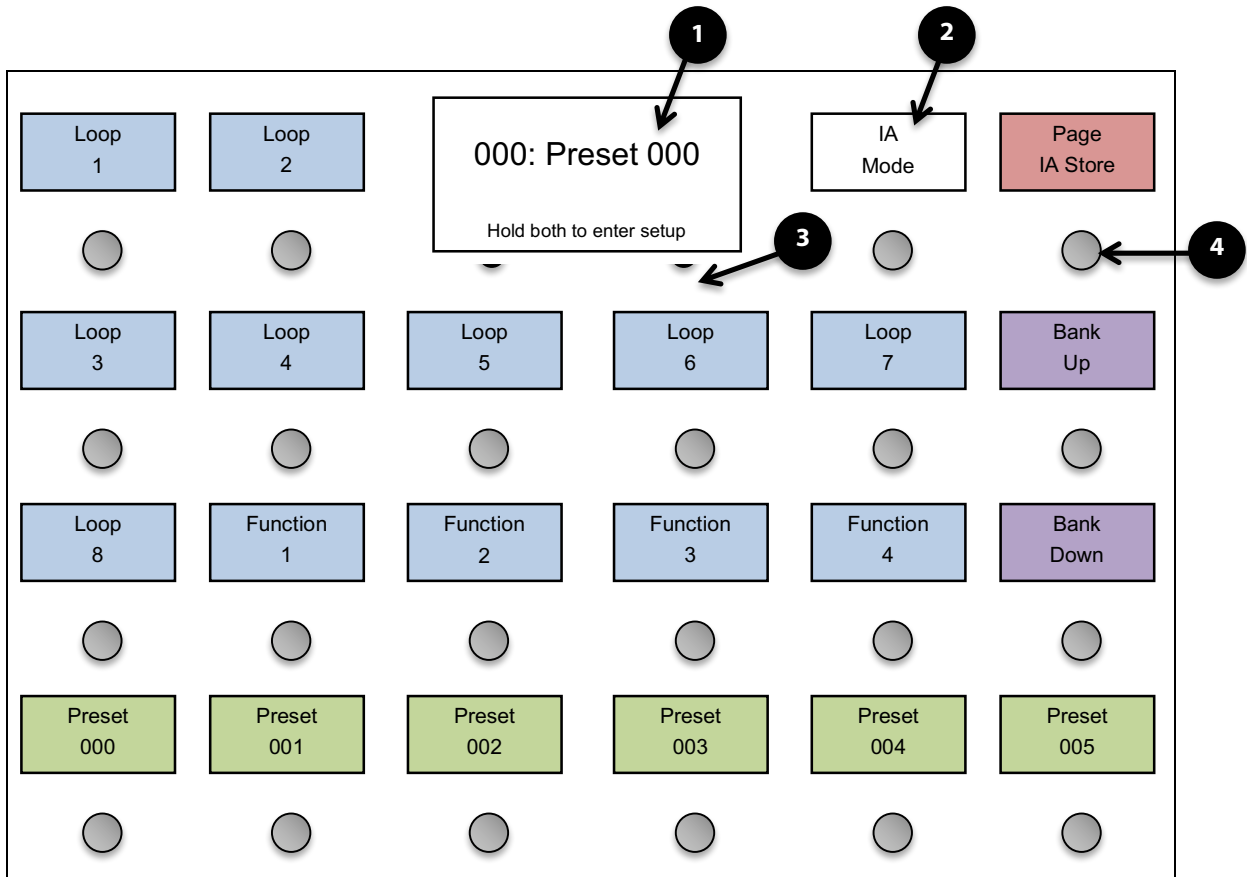 1
2
Loop
1
Loop
2
000: Preset 000
Hold both to enter setup
IA
Mode
Page
IA Store
3
4
Loop
3
Loop
4
Loop
5
Loop
6
Loop
7
Bank
Up
Loop
8
Function
1
Function
2
Function
3
Function
4
Bank
Down
Preset
000
Preset
001
Preset
002
Preset
003
Preset
004
Preset
005